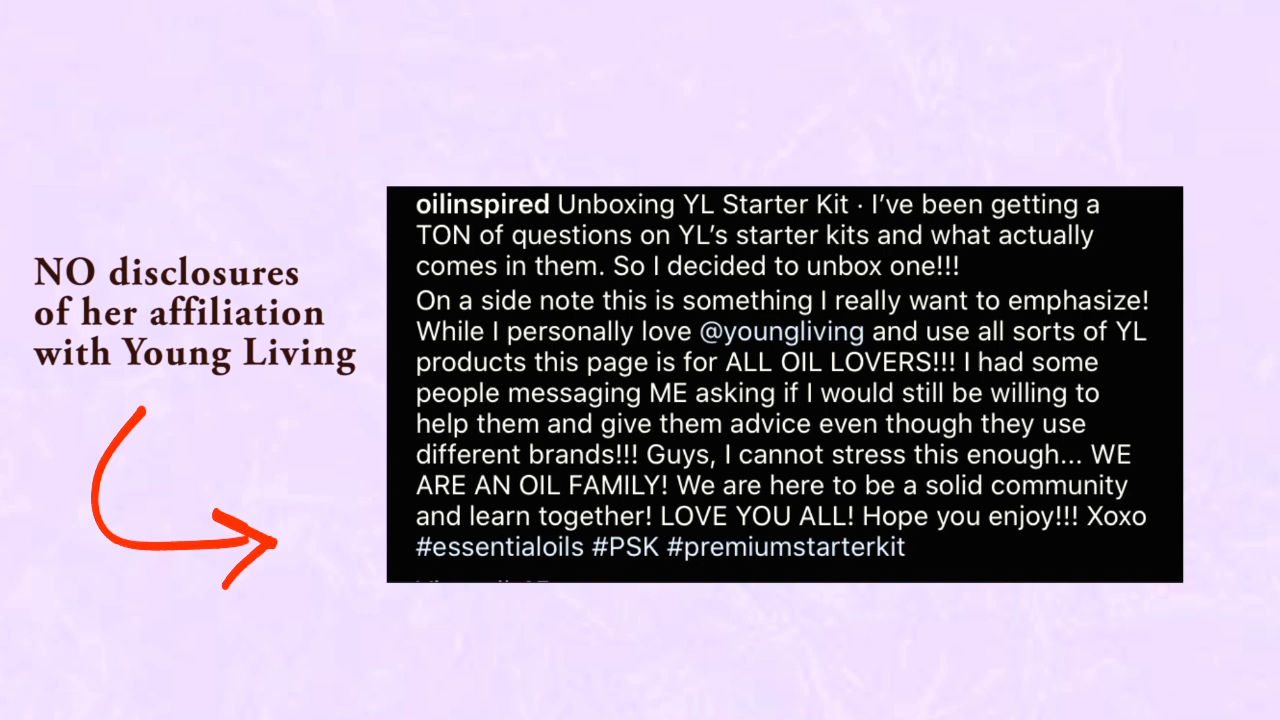 NO disclosures
of her affiliation
with Young Living
oilinspired Unboxing YL Starter Kit · I’ve been getting a
TON of questions on YL’s starter kits and what actually
comes in them. So I decided to unbox one!!!
On a side note this is something I really want to emphasize!
While I personally love @youngliving and use all sorts of YL
products this page is for ALL OIL LOVERS!!! I had some
people messaging ME asking if I would still be willing to
help them and give them advice even though they use
different brands!!! Guys, I cannot stress this enough... WE
ARE AN OIL FAMILY! We are here to be a solid community
and learn together! LOVE YOU ALL! Hope you enjoy!!! Xoxo
#essentialoils #PSK #premiumstarterkit